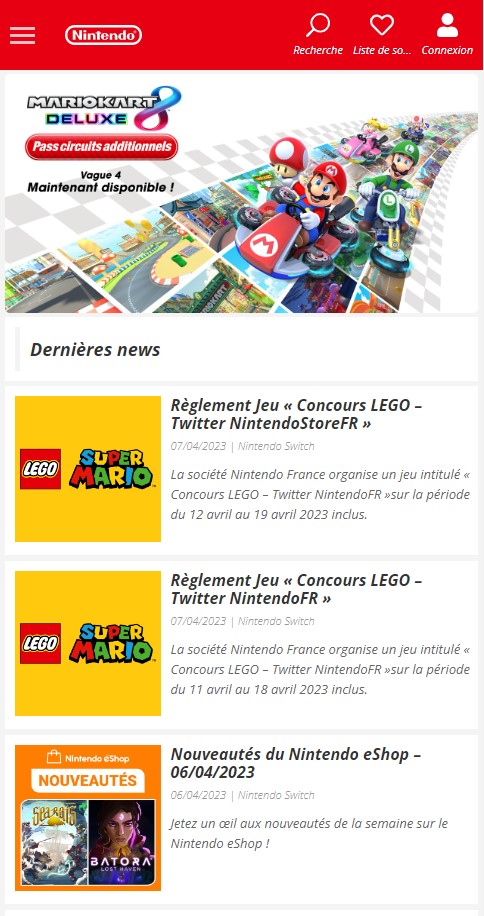 Nintendo
Recherche
Liste de so...
Connexion
MARIOKART 8
DELUXE
Pass circuits additionnels
Vague 4
Maintenant disponible !
Dernières news
LEGO SUPER MARIO
Règlement Jeu « Concours LEGO –
Twitter NintendoStoreFR »
07/04/2023 | Nintendo Switch
La société Nintendo France organise un jeu intitulé «
Concours LEGO – Twitter NintendoFR »sur la période
du 12 avril au 19 avril 2023 inclus.
LEGO SUPER MARIO
Règlement Jeu « Concours LEGO –
Twitter NintendoFR »
07/04/2023 | Nintendo Switch
La société Nintendo France organise un jeu intitulé «
Concours LEGO – Twitter NintendoFR »sur la période
du 11 avril au 18 avril 2023 inclus.
Nintendo eShop
NOUVEAUTÉS
BATORA
LOST HAVEN
Nouveautés du Nintendo eShop –
06/04/2023
06/04/2023 | Nintendo Switch
Jetez un œil aux nouveautés de la semaine sur le
Nintendo eShop !